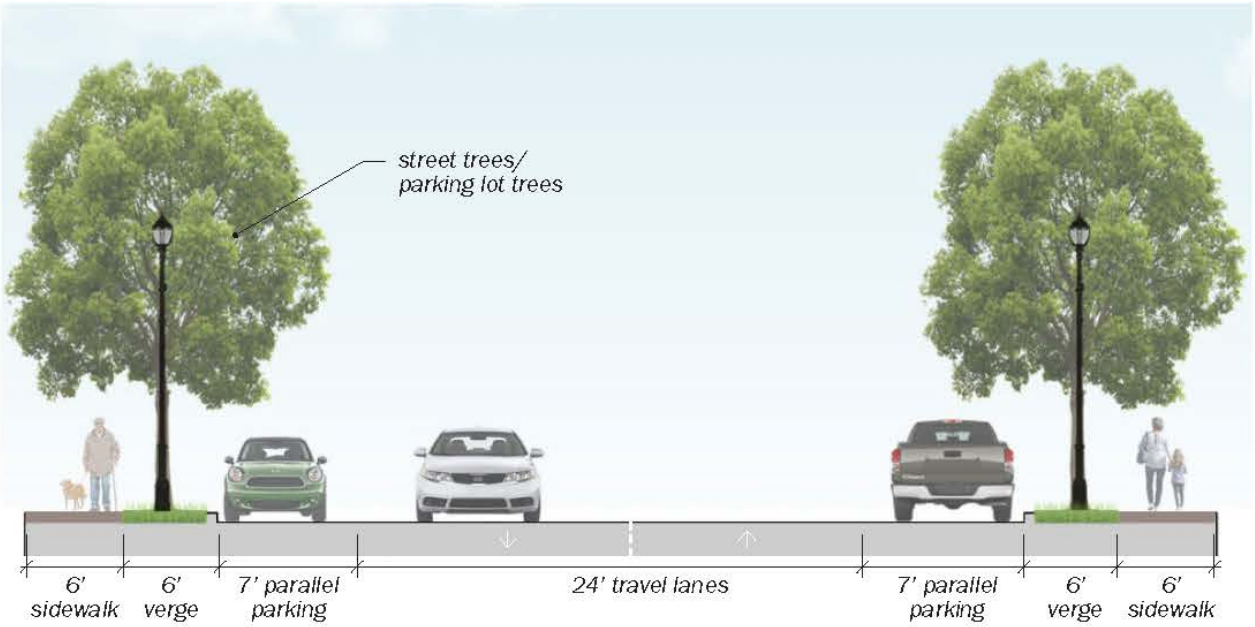 street trees/
parking lot trees
6'
sidewalk
6'
verge
7' parallel
parking
24' travel lanes
7' parallel
parking
6'
verge
6'
sidewalk